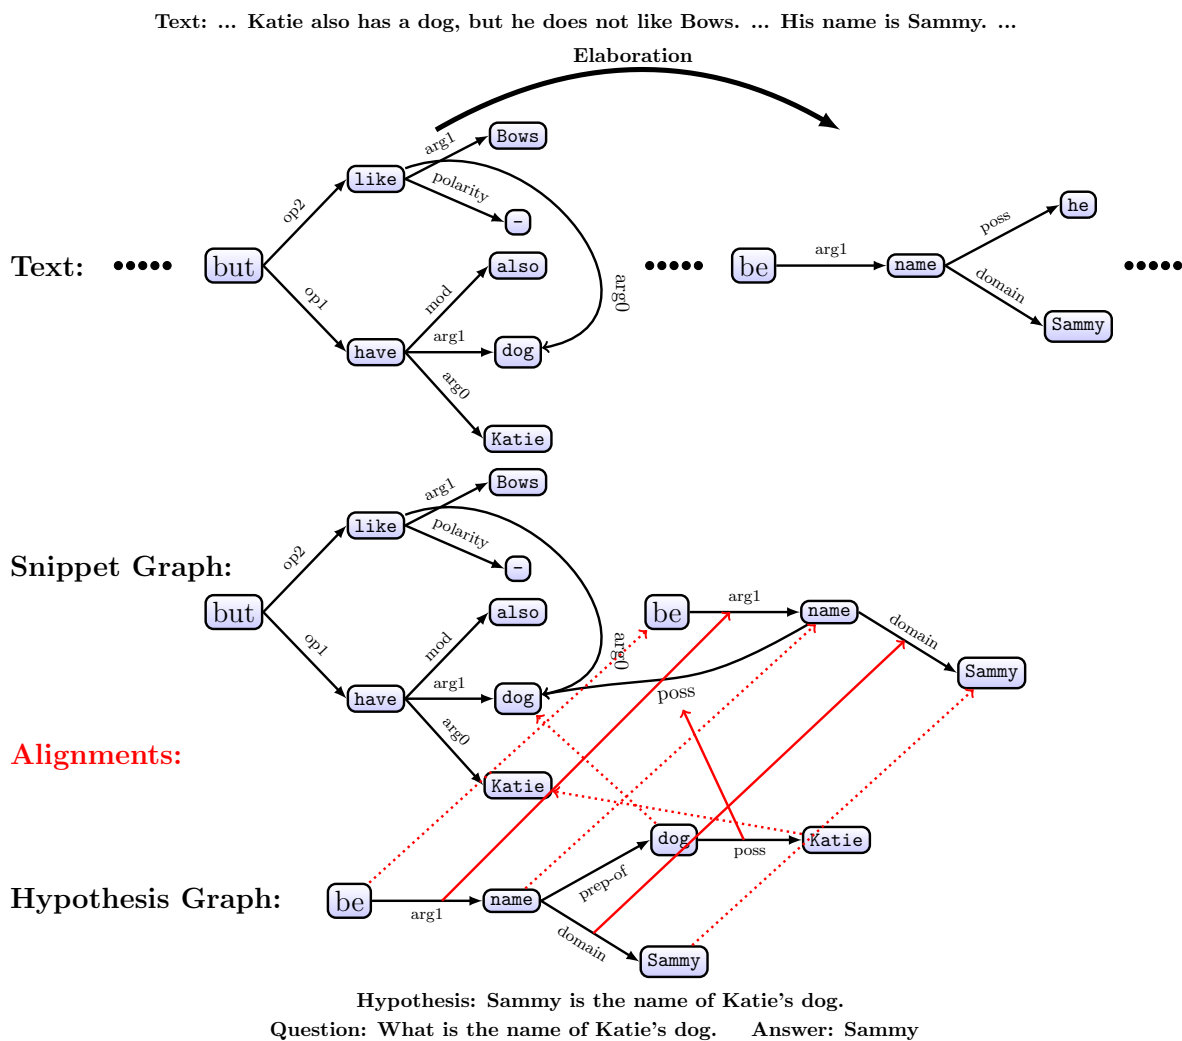 Text: ... Katie also has a dog, but he does not like Bows. ... His name is Sammy. ...
Elaboration
Bows
arg1
like
polarity
op2
-
he
poss
Text:
but
also
be
arg1
name
op1
mod
arg0
domain
Sammy
arg1
have
dog
arg0
Katie
Bows
arg1
like
polarity
op2
-
Snippet Graph:
but
also
be
arg1
name
op1
mod
arg0
domain
Sammy
arg1
have
dog
poss
arg0
Alignments:
Katie
dog
poss
Katie
prep-of
Hypothesis Graph:
be
arg1
name
domain
Sammy
Hypothesis: Sammy is the name of Katie's dog.
Question: What is the name of Katie's dog. Answer: Sammy